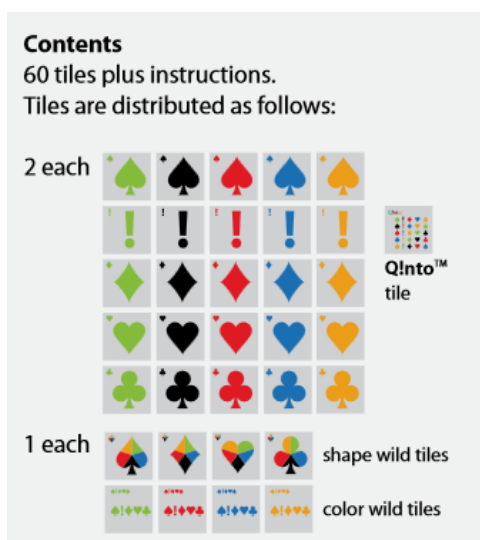 Contents
60 tiles plus instructions.
Tiles are distributed as follows:
2 each
Q!nto™
tile
1 each
shape wild tiles
color wild tiles